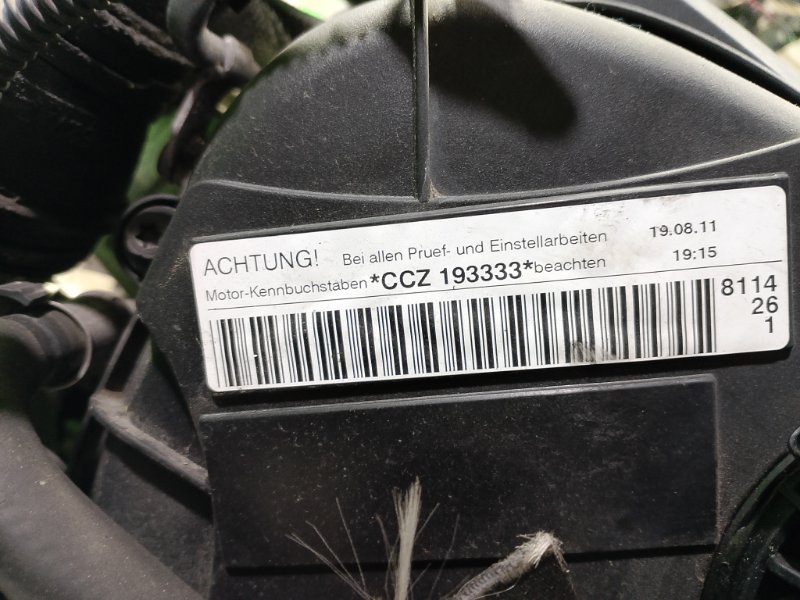 ACHTUNG! Bei allen Pruef- und Einstellarbeiten 19.08.11
Motor-Kennbuchstaben *CCZ 193333* beachten 19:15
8114
26
1